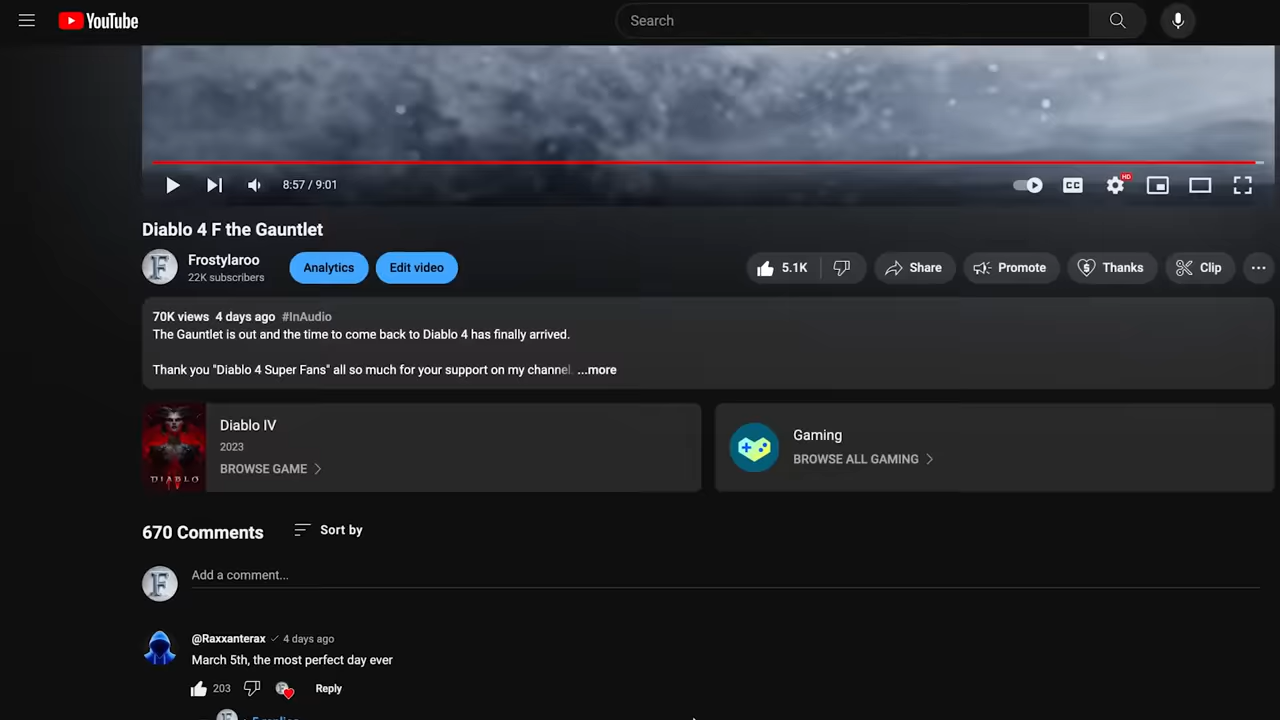 YouTube
Search
8:57 / 9:01
CC
HD
Diablo 4 F the Gauntlet
Frostylaroo
22K subscribers
Analytics
Edit video
5.1K
Share
Promote
Thanks
Clip
70K views 4 days ago #InAudio
The Gauntlet is out and the time to come back to Diablo 4 has finally arrived.
Thank you "Diablo 4 Super Fans" all so much for your support on my channel. ...more
DIABLO
Diablo IV
2023
BROWSE GAME
Gaming
BROWSE ALL GAMING
670 Comments
Sort by
F
Add a comment...
@Raxxanterax 4 days ago
March 5th, the most perfect day ever
203
Reply